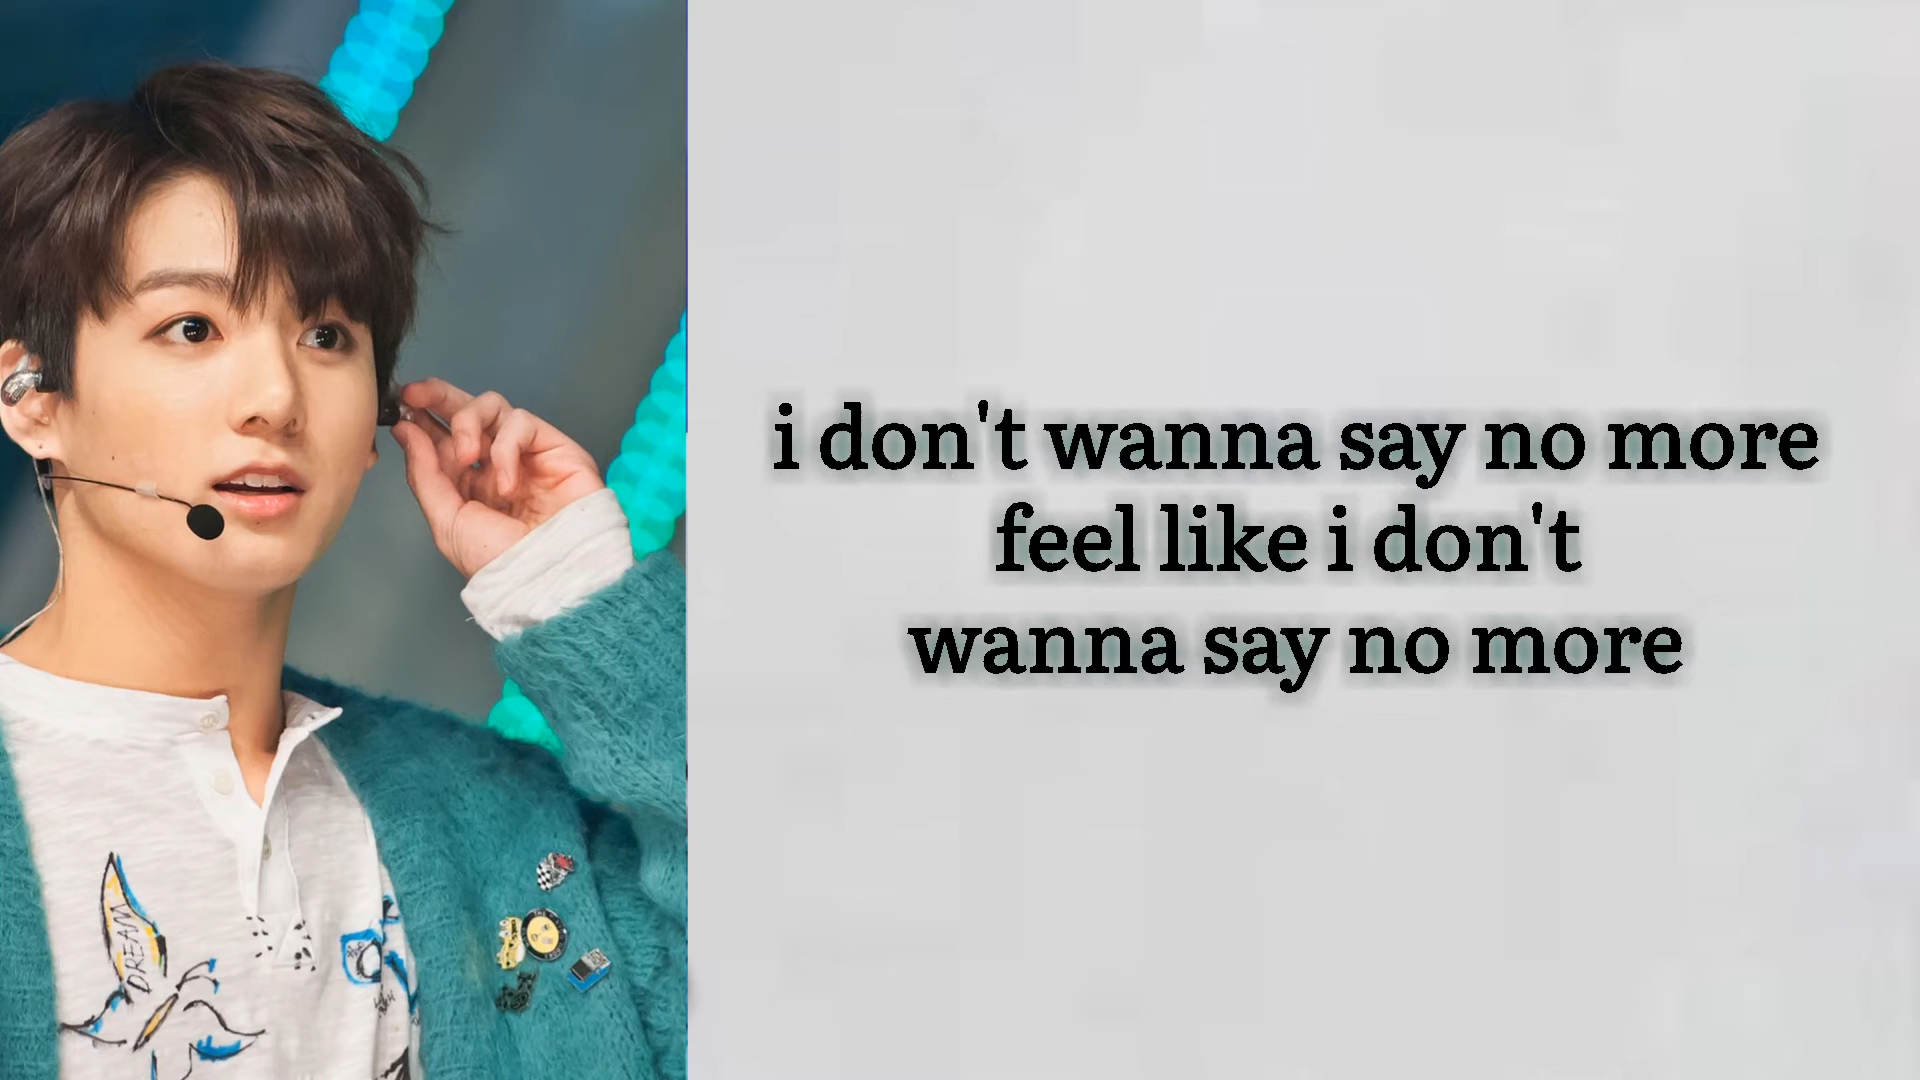 i don't wanna say no more
feel like i don't
wanna say no more
DREAM